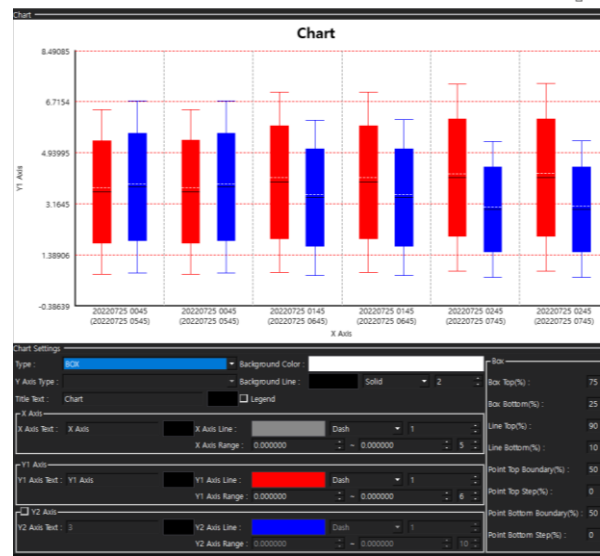 Chart
Chart
8.49085
6.7154
4.93995
3.1645
1.38906
-0.38639
Y1 Axis
20220725 0045 20220725 0045 20220725 0145 20220725 0145 20220725 0245 20220725 0245
(20220725 0545) (20220725 0545) (20220725 0645) (20220725 0645) (20220725 0745) (20220725 0745)
X Axis
Chart Settings
Type : BOX Background Color :
Y Axis Type : Background Line : Solid 2
Title Text : Chart Legend
X Axis
X Axis Text : X Axis X Axis Line : Dash 1
X Axis Range : 0.000000 ~ 0.000000 5
Y1 Axis
Y1 Axis Text : Y1 Axis Y1 Axis Line : Dash 1
Y1 Axis Range : 0.000000 ~ 0.000000 6
Y2 Axis
Y2 Axis Text : 3 Y2 Axis Line : Dash 1
Y2 Axis Range : 0.000000 ~ 0.000000 10
Box
Box Top(%) : 75
Box Bottom(%) : 25
Line Top(%) : 90
Line Bottom(%) : 10
Point Top Boundary(%) : 50
Point Top Step(%) : 0
Point Bottom Boundary(%) : 50
Point Bottom Step(%) : 0